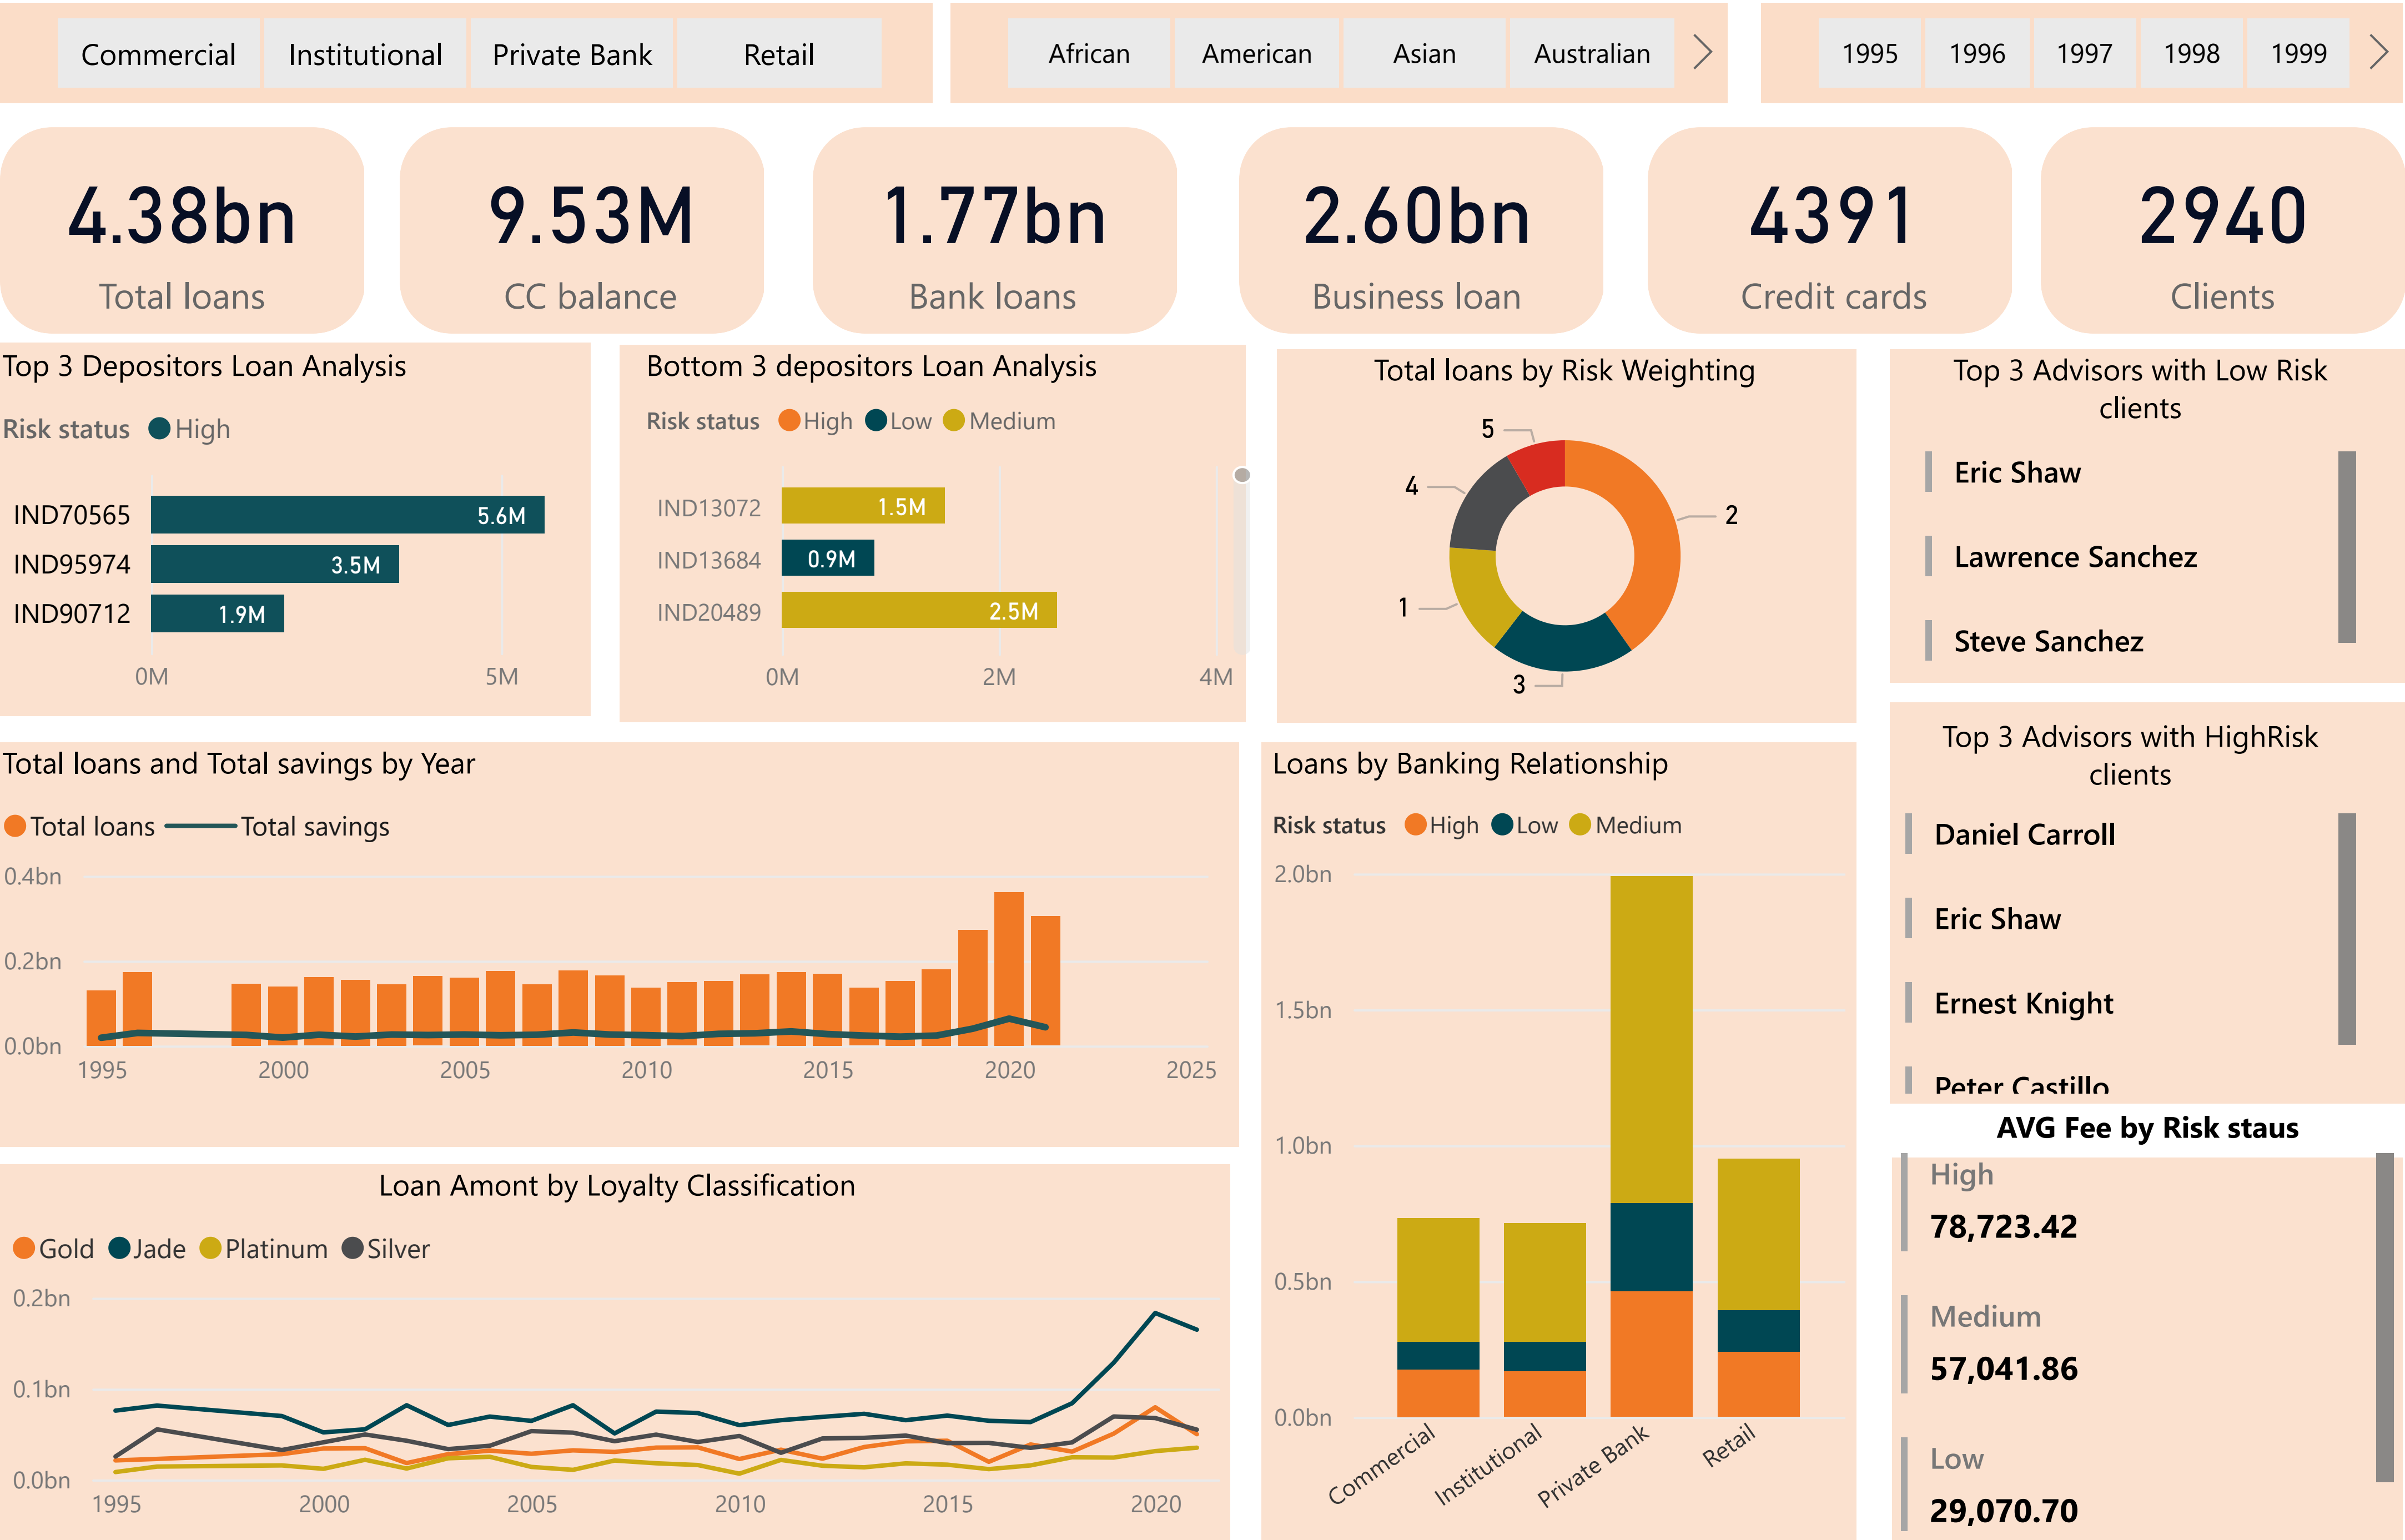 Commercial Institutional Private Bank Retail
African American Asian Australian
1995 1996 1997 1998 1999
4.38bn
Total loans
9.53M
CC balance
1.77bn
Bank loans
2.60bn
Business loan
4391
Credit cards
2940
Clients
Top 3 Depositors Loan Analysis
Risk status High
IND70565 5.6M
IND95974 3.5M
IND90712 1.9M
0M 5M
Bottom 3 depositors Loan Analysis
Risk status High Low Medium
IND13072 1.5M
IND13684 0.9M
IND20489 2.5M
0M 2M 4M
Total loans by Risk Weighting
5
4
2
1
3
Top 3 Advisors with Low Risk
clients
Eric Shaw
Lawrence Sanchez
Steve Sanchez
Top 3 Advisors with HighRisk
clients
Daniel Carroll
Eric Shaw
Ernest Knight
Peter Castillo
Total loans and Total savings by Year
Total loans Total savings
0.4bn
0.2bn
0.0bn
1995 2000 2005 2010 2015 2020 2025
Loans by Banking Relationship
Risk status High Low Medium
2.0bn
1.5bn
1.0bn
0.5bn
0.0bn
Commercial Institutional Private Bank Retail
Loan Amont by Loyalty Classification
Gold Jade Platinum Silver
0.2bn
0.1bn
0.0bn
1995 2000 2005 2010 2015 2020
AVG Fee by Risk staus
High
78,723.42
Medium
57,041.86
Low
29,070.70